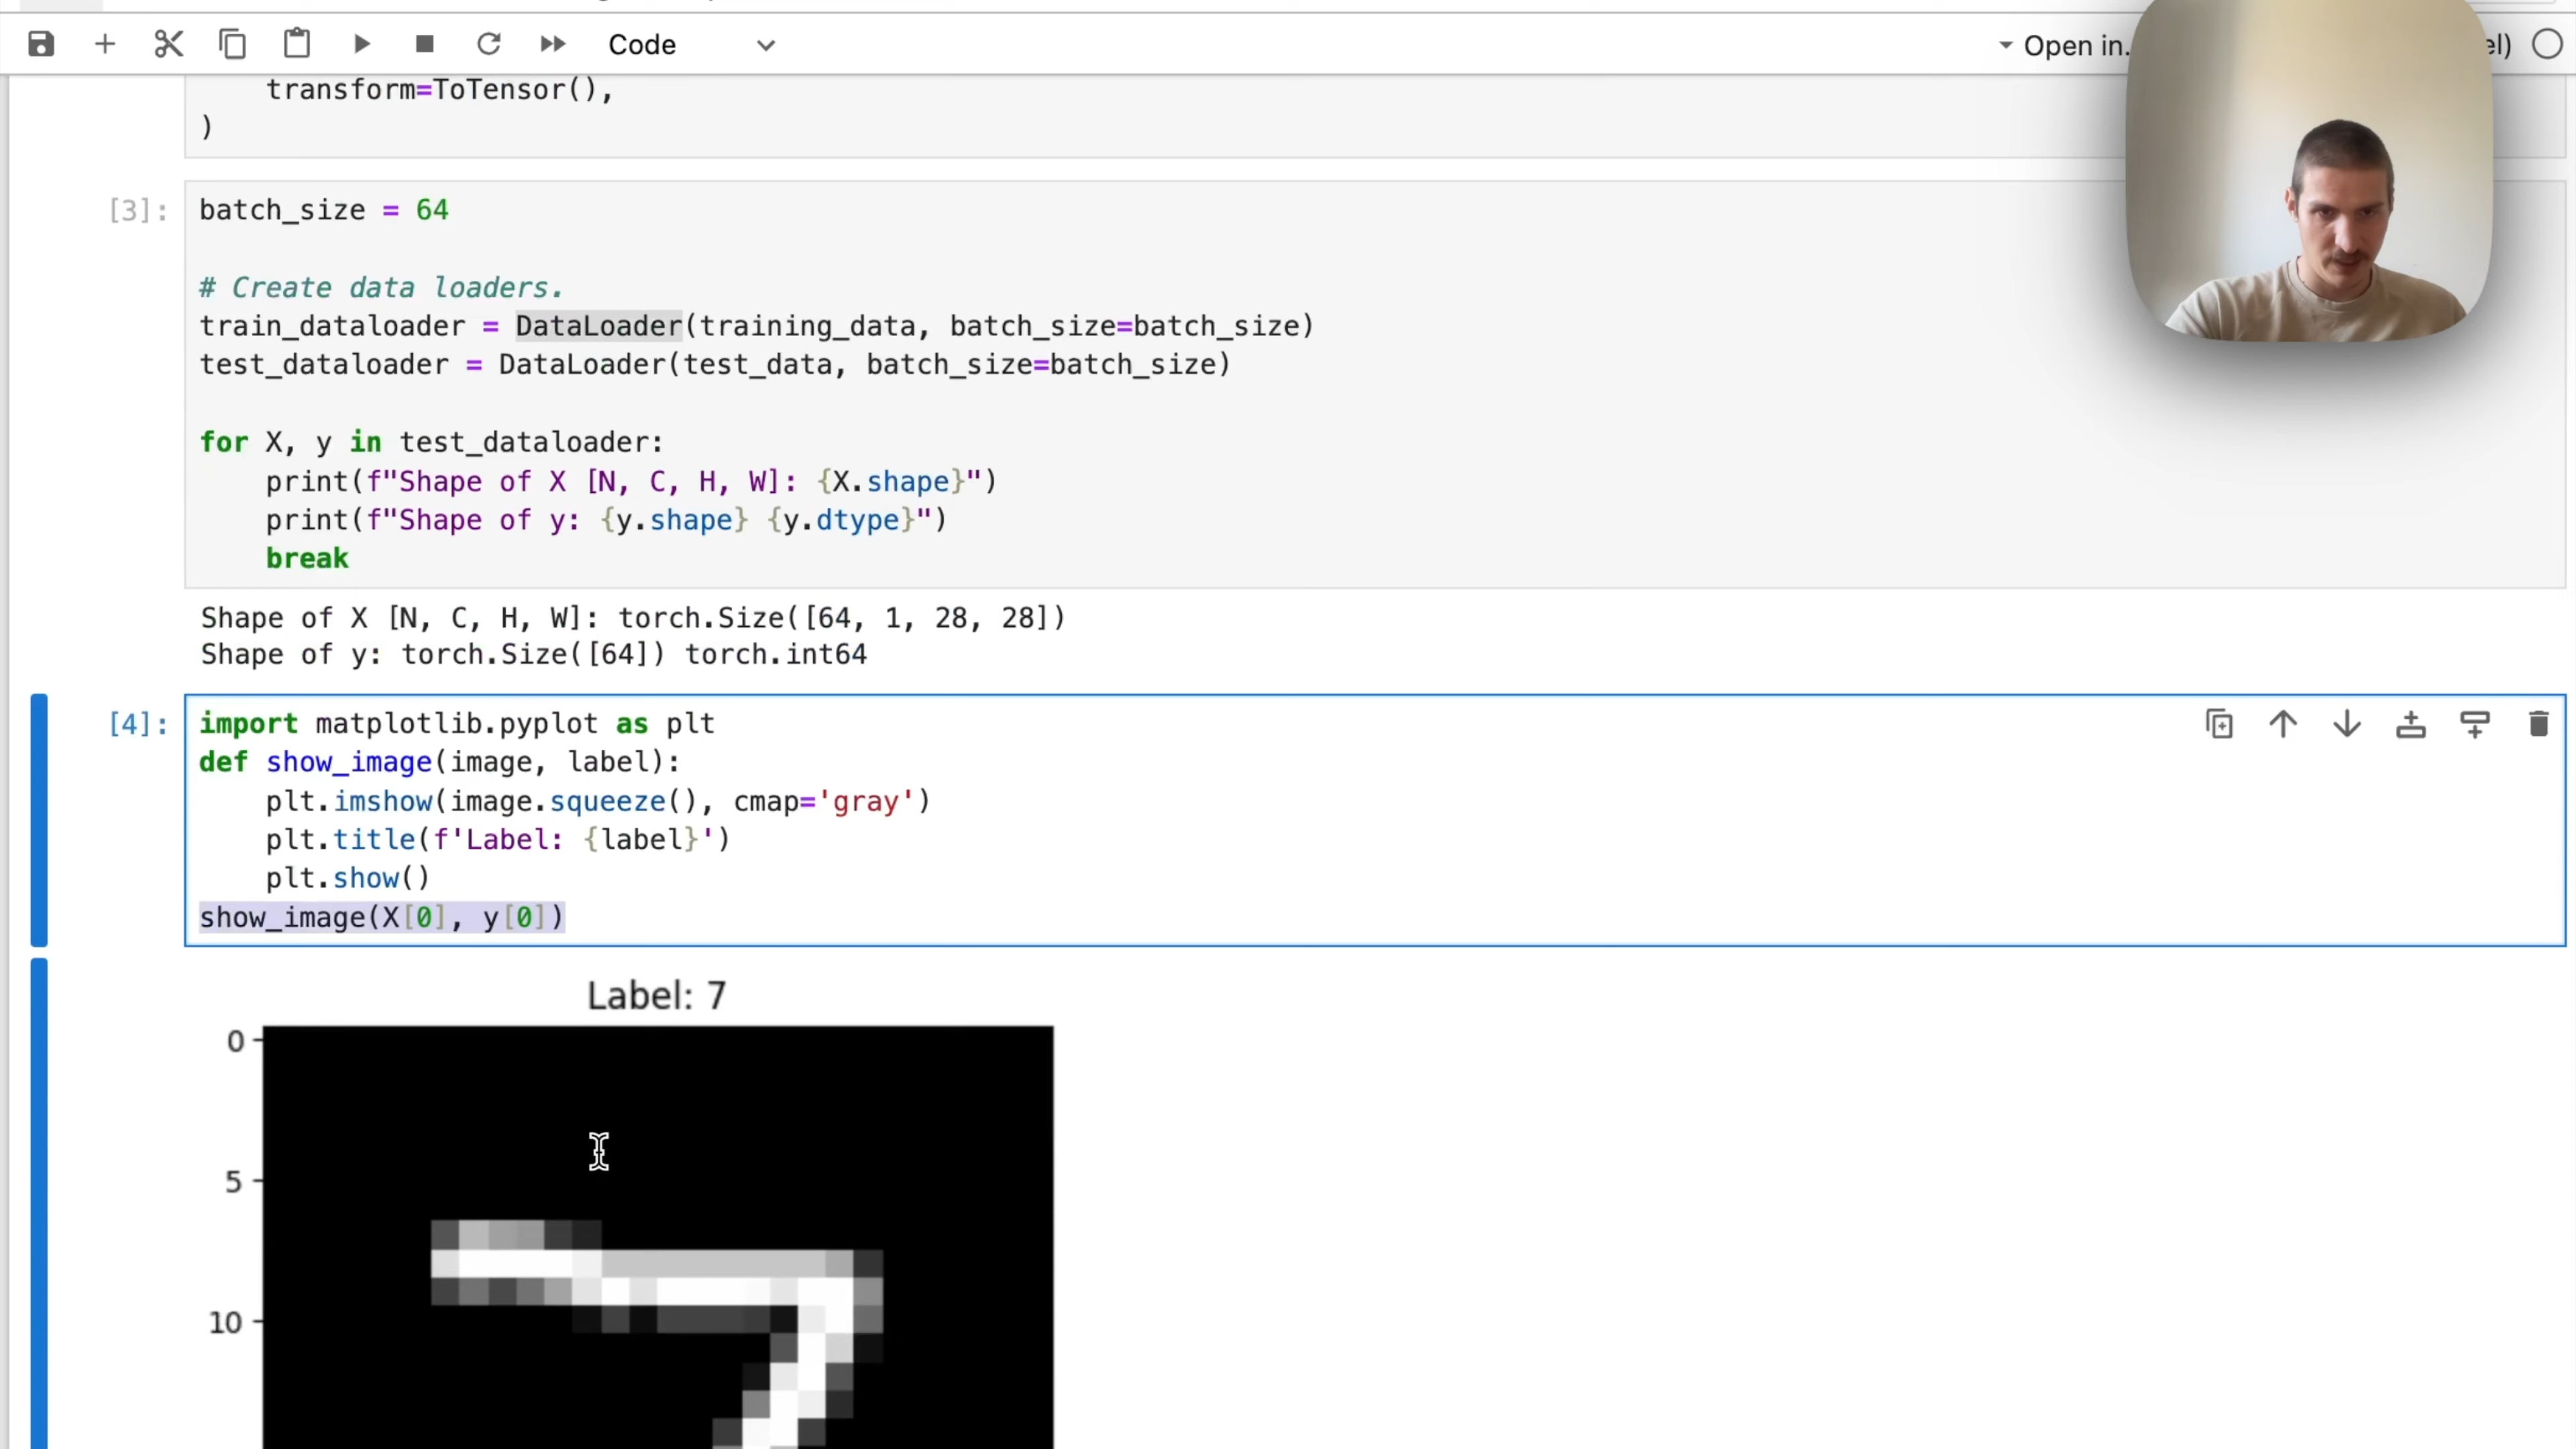 Code
Open in.
el)
transform=ToTensor(),
)
[3]:
batch_size = 64
# Create data loaders.
train_dataloader = DataLoader(training_data, batch_size=batch_size)
test_dataloader = DataLoader(test_data, batch_size=batch_size)
for X, y in test_dataloader:
print(f"Shape of X [N, C, H, W]: {X.shape}")
print(f"Shape of y: {y.shape} {y.dtype}")
break
Shape of X [N, C, H, W]: torch.Size([64, 1, 28, 28])
Shape of y: torch.Size([64]) torch.int64
[4]:
import matplotlib.pyplot as plt
def show_image(image, label):
plt.imshow(image.squeeze(), cmap='gray')
plt.title(f'Label: {label}')
plt.show()
show_image(X[0], y[0])
Label: 7
0
5
10